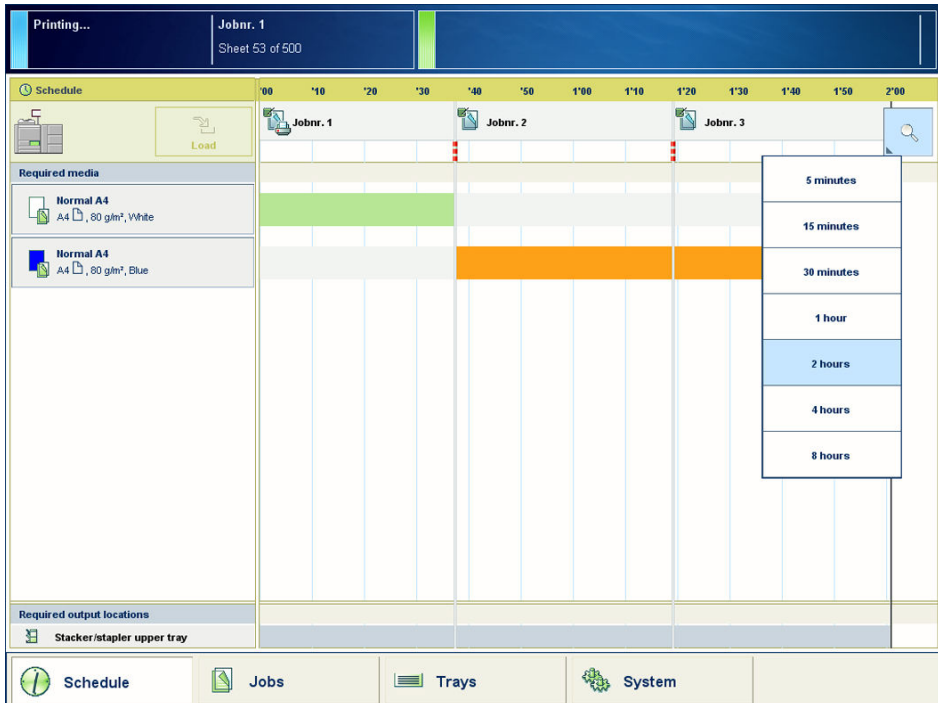 Printing...
Jobnr. 1
Sheet 53 of 500
Schedule
'00 '10 '20 '30 '40 '50 1'00 1'10 1'20 1'30 1'40 1'50 2'00
Load
Jobnr. 1
Jobnr. 2
Jobnr. 3
Required media
Normal A4
A4 , 80 g/m², White
Normal A4
A4 , 80 g/m², Blue
5 minutes
15 minutes
30 minutes
1 hour
2 hours
4 hours
8 hours
Required output locations
Stacker/stapler upper tray
Schedule
Jobs
Trays
System